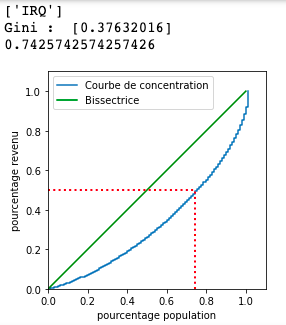 ['IRQ']
Gini :  [0.37632016]
0.7425742574257426
Courbe de concentration
Bissectrice
pourcentage revenu
1.0
0.8
0.6
0.4
0.2
0.0
0.0 0.2 0.4 0.6 0.8 1.0
pourcentage population